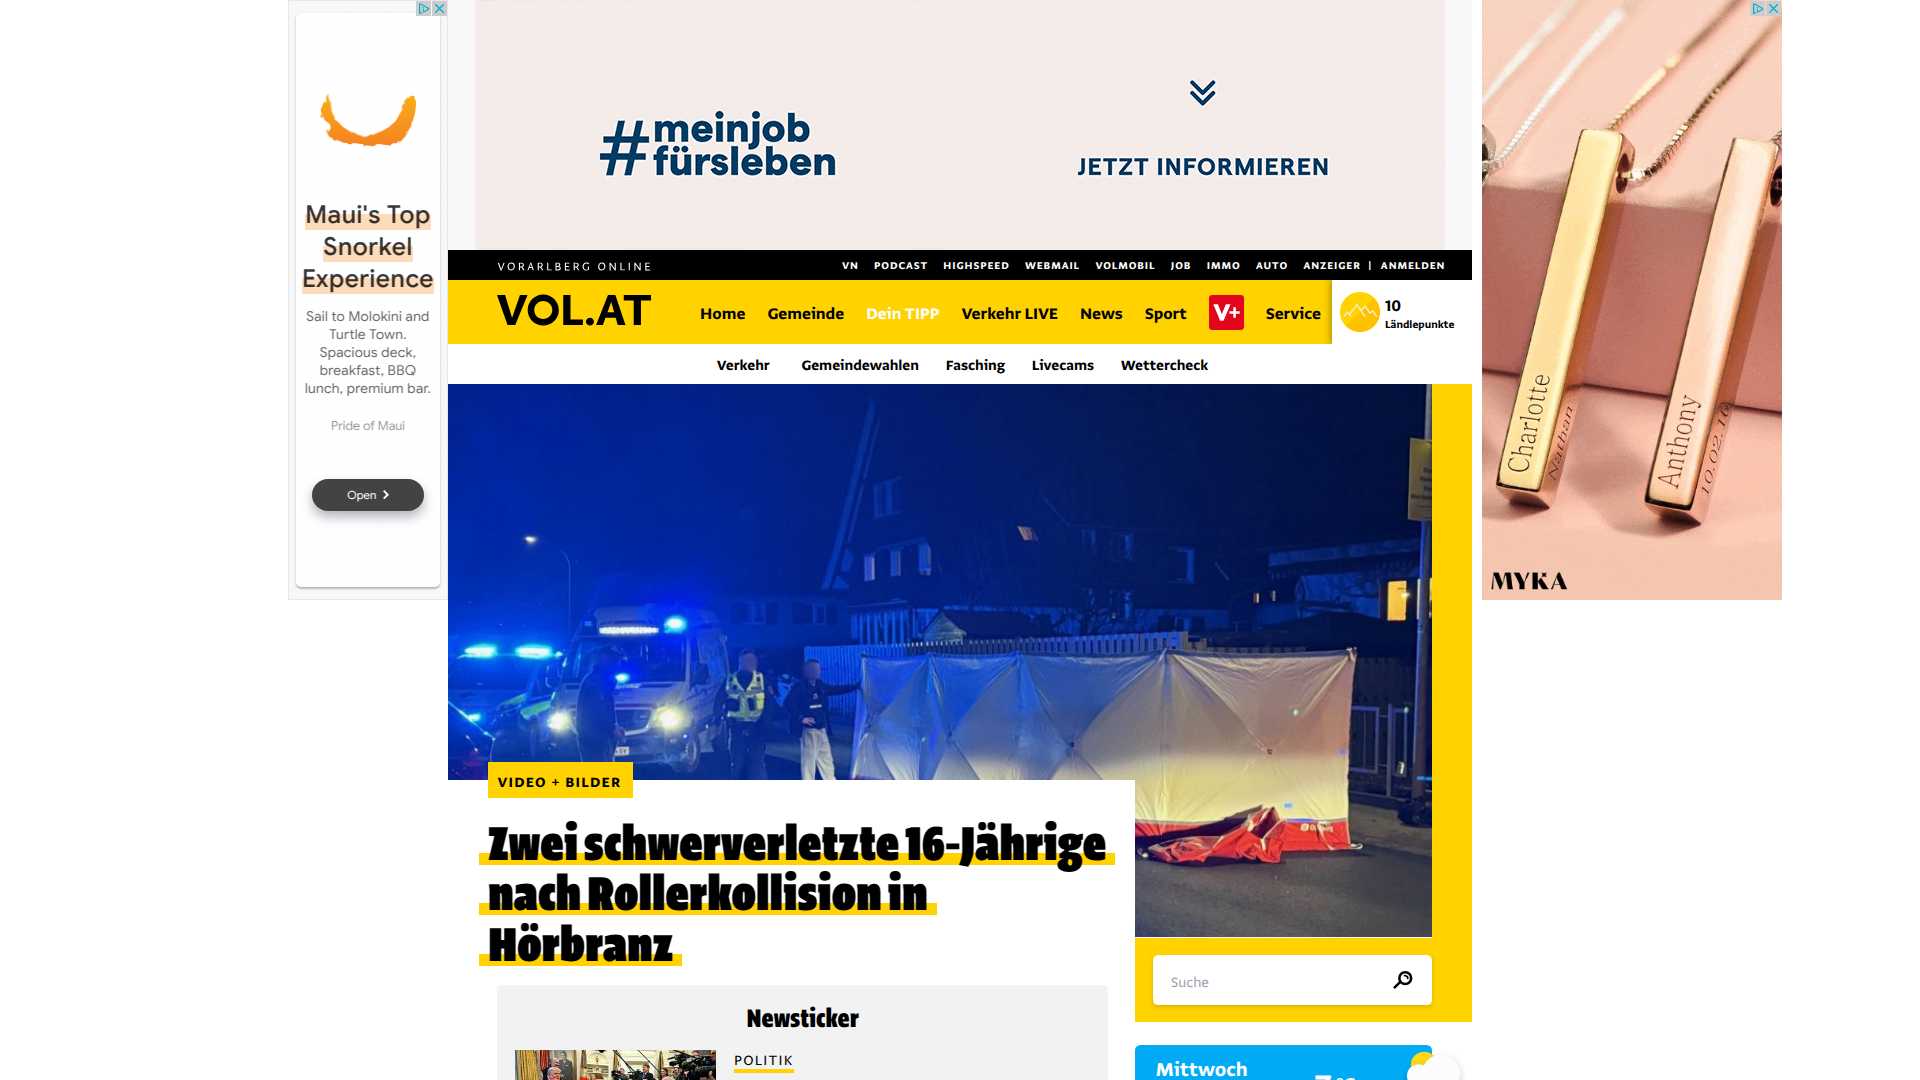 Maui's Top
Snorkel
Experience
Sail to Molokini and
Turtle Town.
Spacious deck,
breakfast, BBQ
lunch, premium bar.
Pride of Maui
Open
#meinjob
fürsleben
JETZT INFORMIEREN
VORARLBERG ONLINE
VN PODCAST HIGHSPEED WEBMAIL VOLMOBIL JOB IMMO AUTO ANZEIGER | ANMELDEN
VOL.AT
Home Gemeinde Dein TIPP Verkehr LIVE News Sport V+ Service
10
Ländlepunkte
Verkehr Gemeindewahlen Fasching Livecams Wettercheck
VIDEO + BILDER
Zwei schwerverletzte 16-Jährige
nach Rollerkollision in
Hörbranz
Suche
Newsticker
POLITIK
Mittwoch
Charlotte
Nathan
Anthony
10.02.16
MYKA